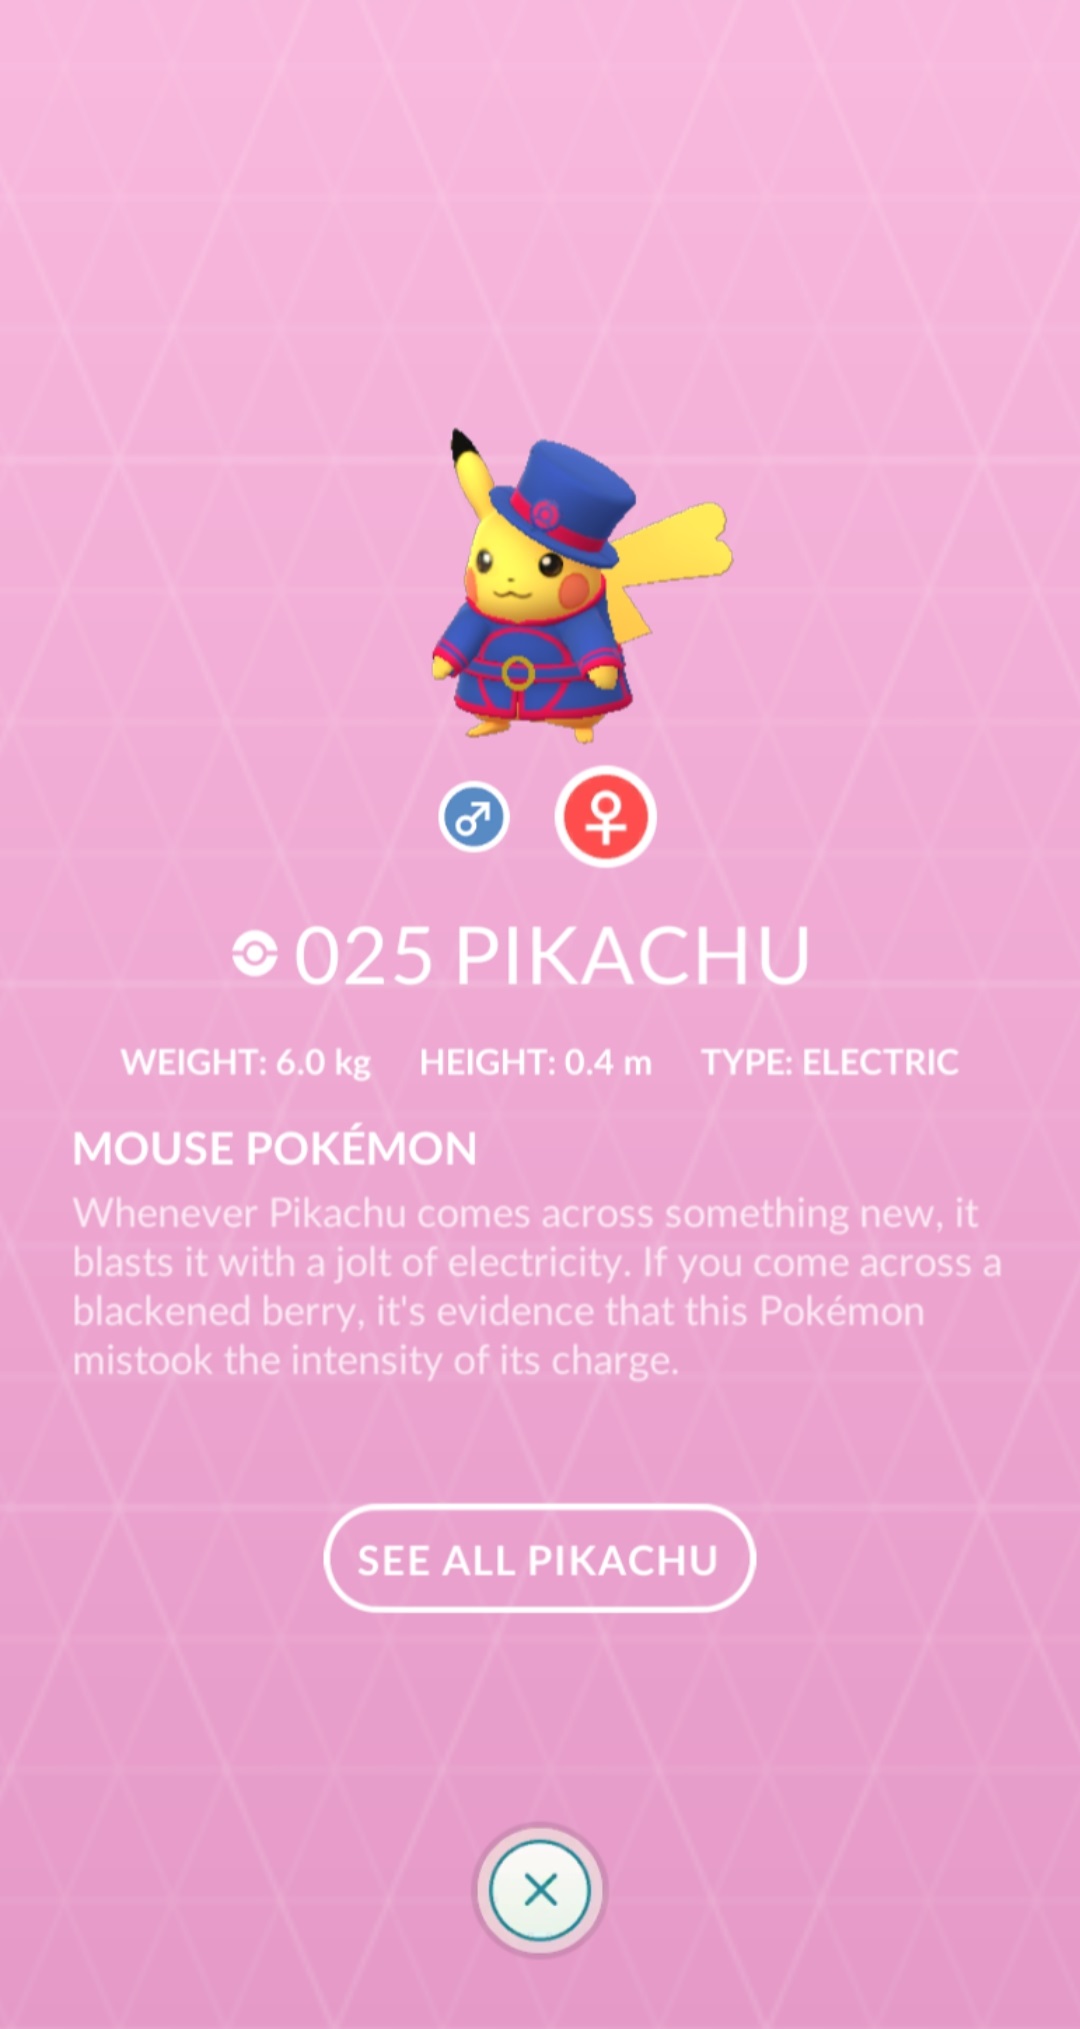 025 PIKACHU
WEIGHT: 6.0 kg HEIGHT: 0.4 m TYPE: ELECTRIC
MOUSE POKÉMON
Whenever Pikachu comes across something new, it
blasts it with a jolt of electricity. If you come across a
blackened berry, it's evidence that this Pokémon
mistook the intensity of its charge.
SEE ALL PIKACHU